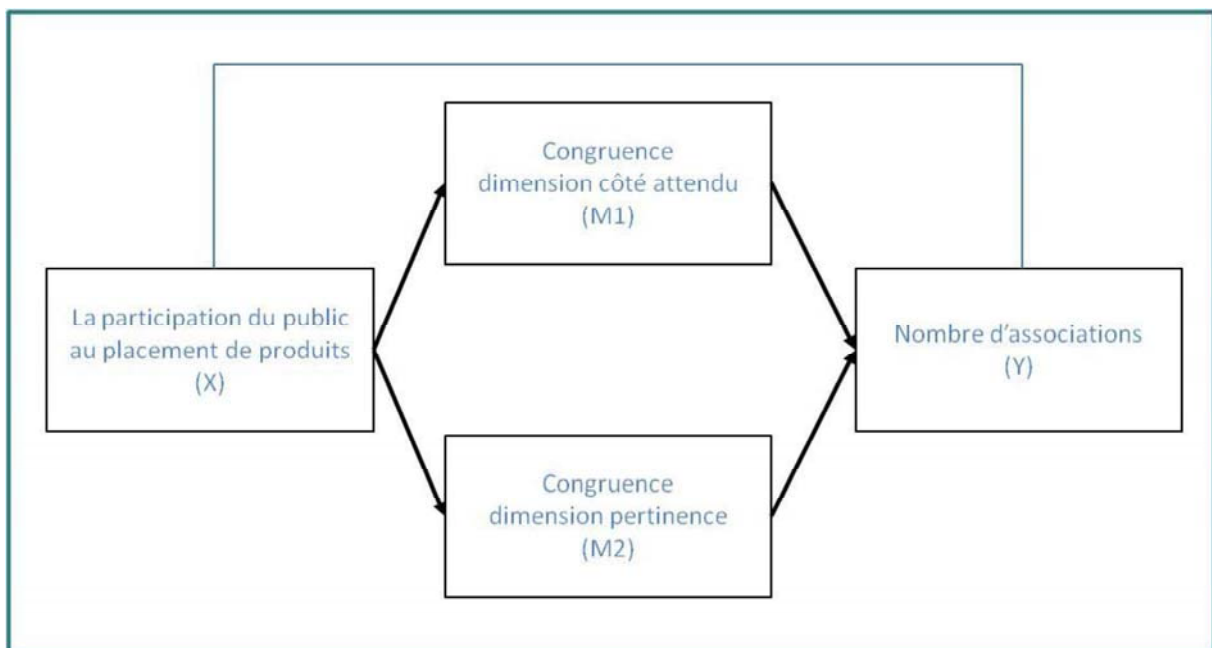 Congruence
dimension côté attendu
(M1)
La participation du public
au placement de produits
(X)
Nombre d’associations
(Y)
Congruence
dimension pertinence
(M2)